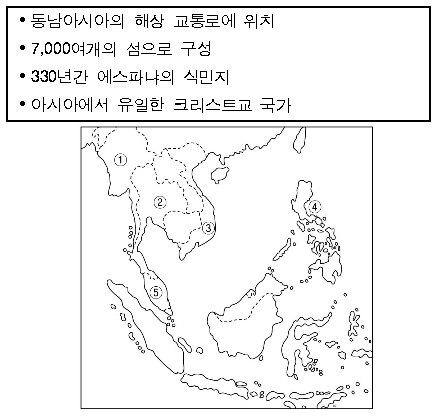 • 동남아시아의 해상 교통로에 위치
• 7,000여개의 섬으로 구성
• 330년간 에스파냐의 식민지
• 아시아에서 유일한 크리스트교 국가
①
②
③
④
⑤